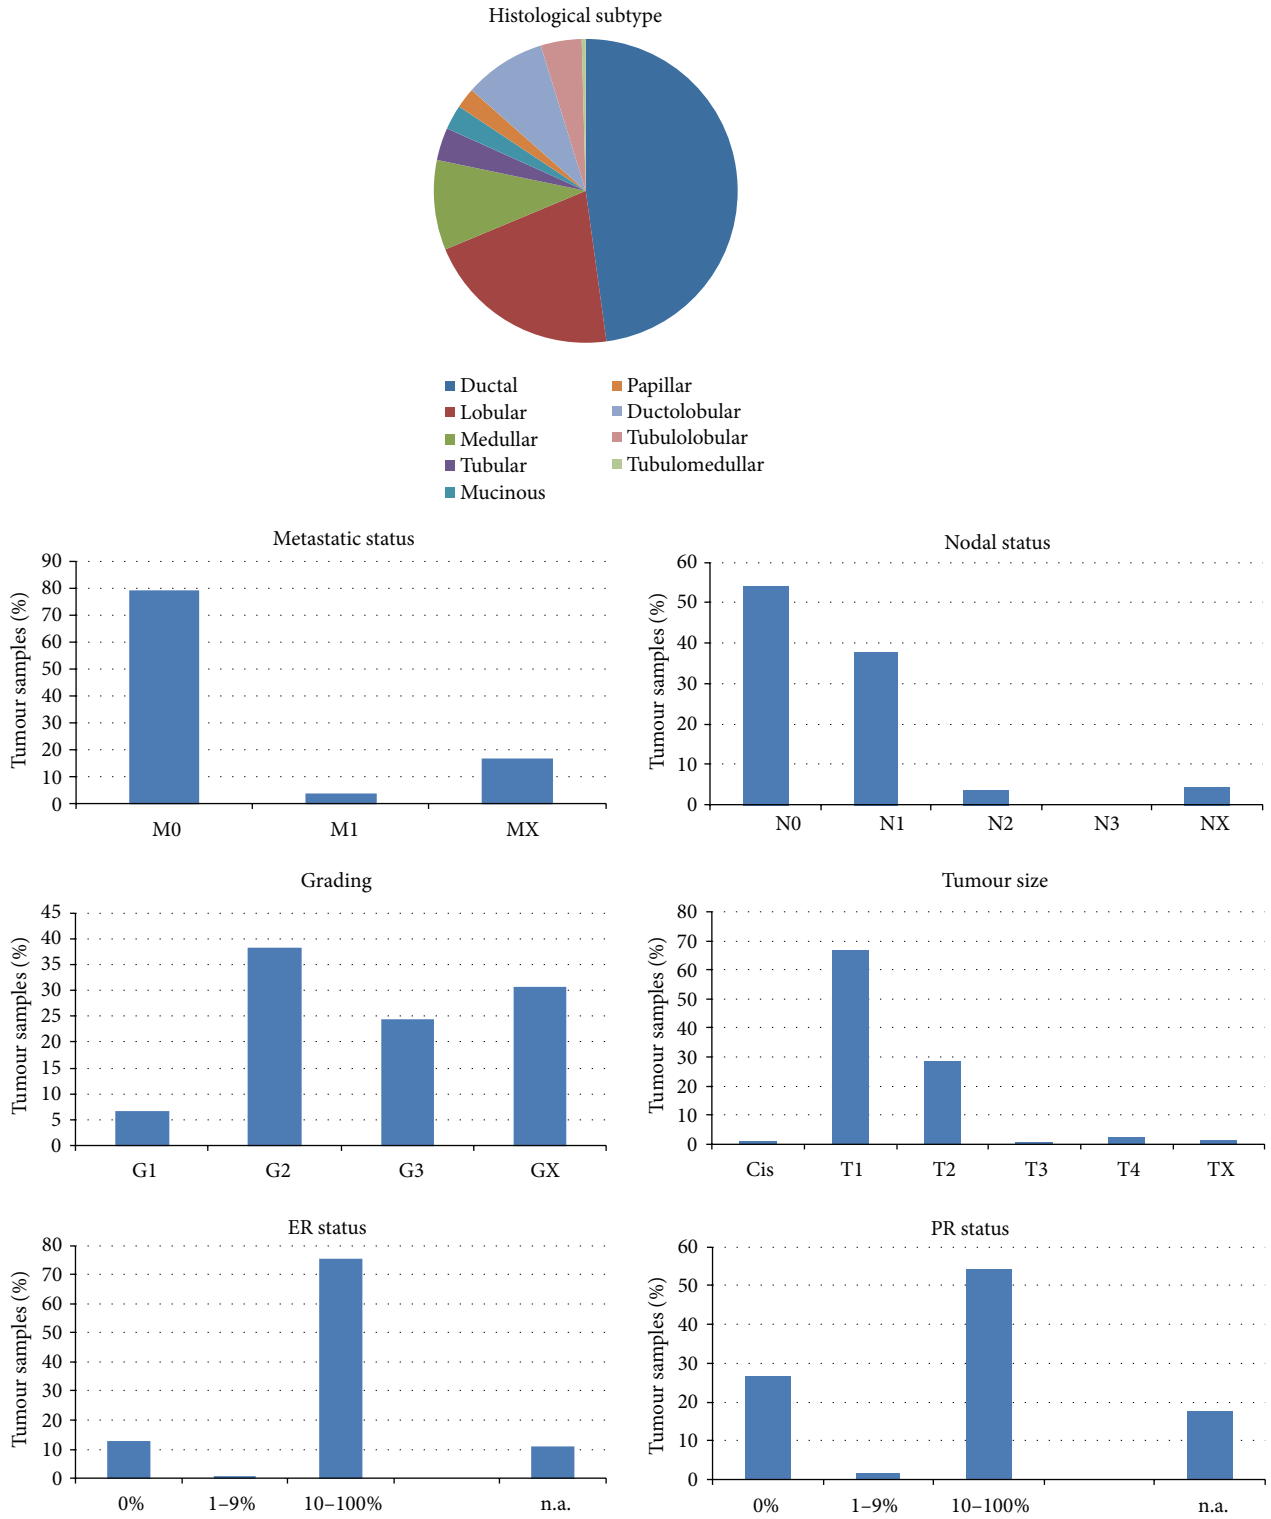 Histological subtype
Ductal
Lobular
Medullar
Tubular
Mucinous
Papillar
Ductolobular
Tubulolobular
Tubulomedullar
Metastatic status
Tumour samples (%)
90
80
70
60
50
40
30
20
10
0
M0 M1 MX
Nodal status
Tumour samples (%)
60
50
40
30
20
10
0
N0 N1 N2 N3 NX
Grading
Tumour samples (%)
45
40
35
30
25
20
15
10
5
0
G1 G2 G3 GX
Tumour size
Tumour samples (%)
80
70
60
50
40
30
20
10
0
Cis T1 T2 T3 T4 TX
ER status
Tumour samples (%)
80
70
60
50
40
30
20
10
0
0% 1–9% 10–100% n.a.
PR status
Tumour samples (%)
60
50
40
30
20
10
0
0% 1–9% 10–100% n.a.